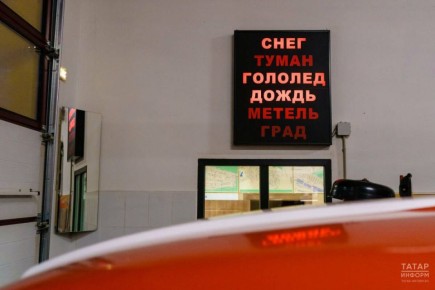 СНЕГ
ТУМАН
ГОЛОЛЕД
ДОЖДЬ
МЕТЕЛЬ
ГРАД
ТАТАР
ИНФОРМ